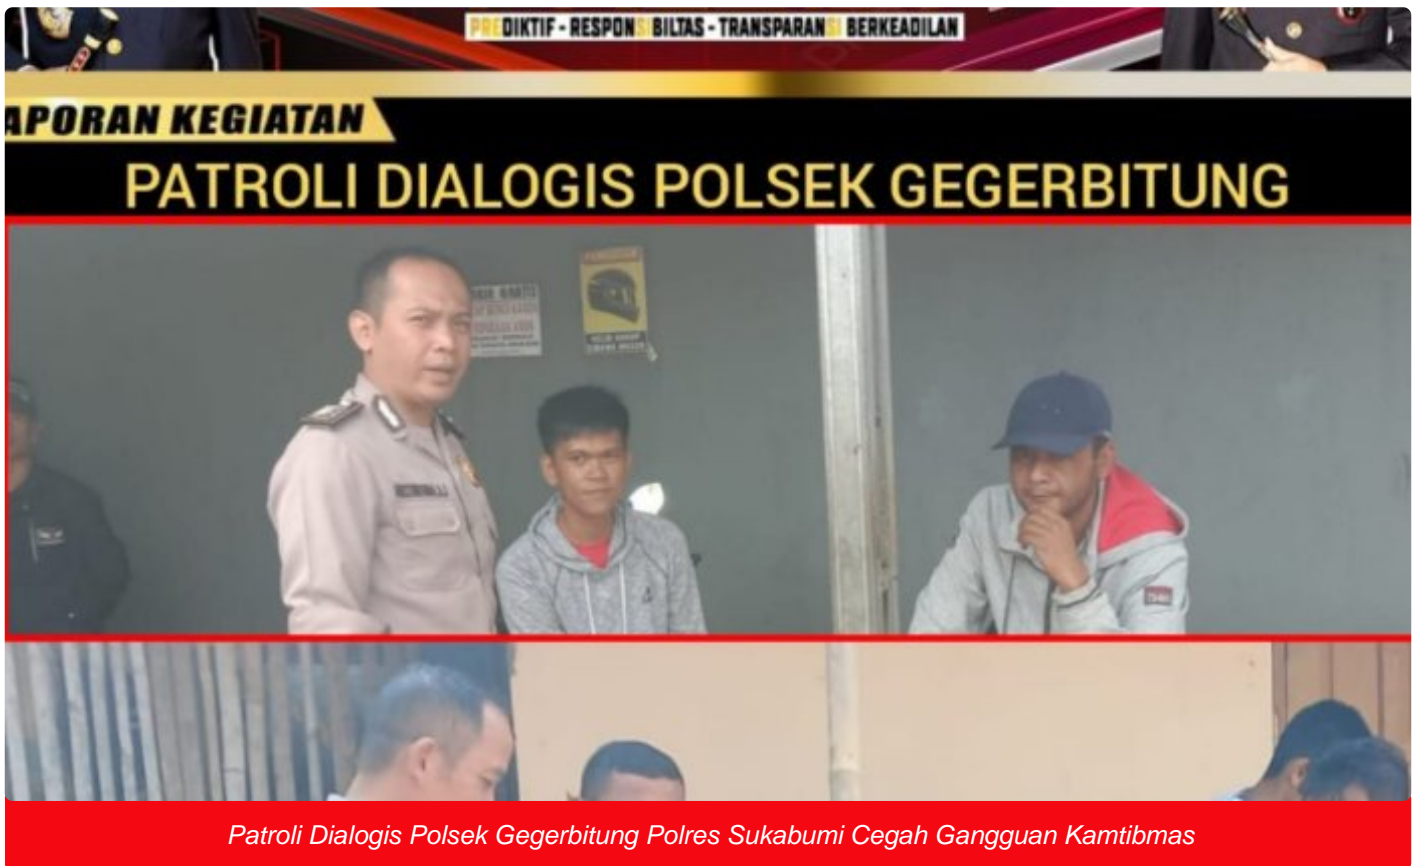 PREDIKTIF - RESPONSIBILTAS - TRANSPARANSI BERKEADILAN
APORAN KEGIATAN
PATROLI DIALOGIS POLSEK GEGERBITUNG
Patroli Dialogis Polsek Gegerbitung Polres Sukabumi Cegah Gangguan Kamtibmas